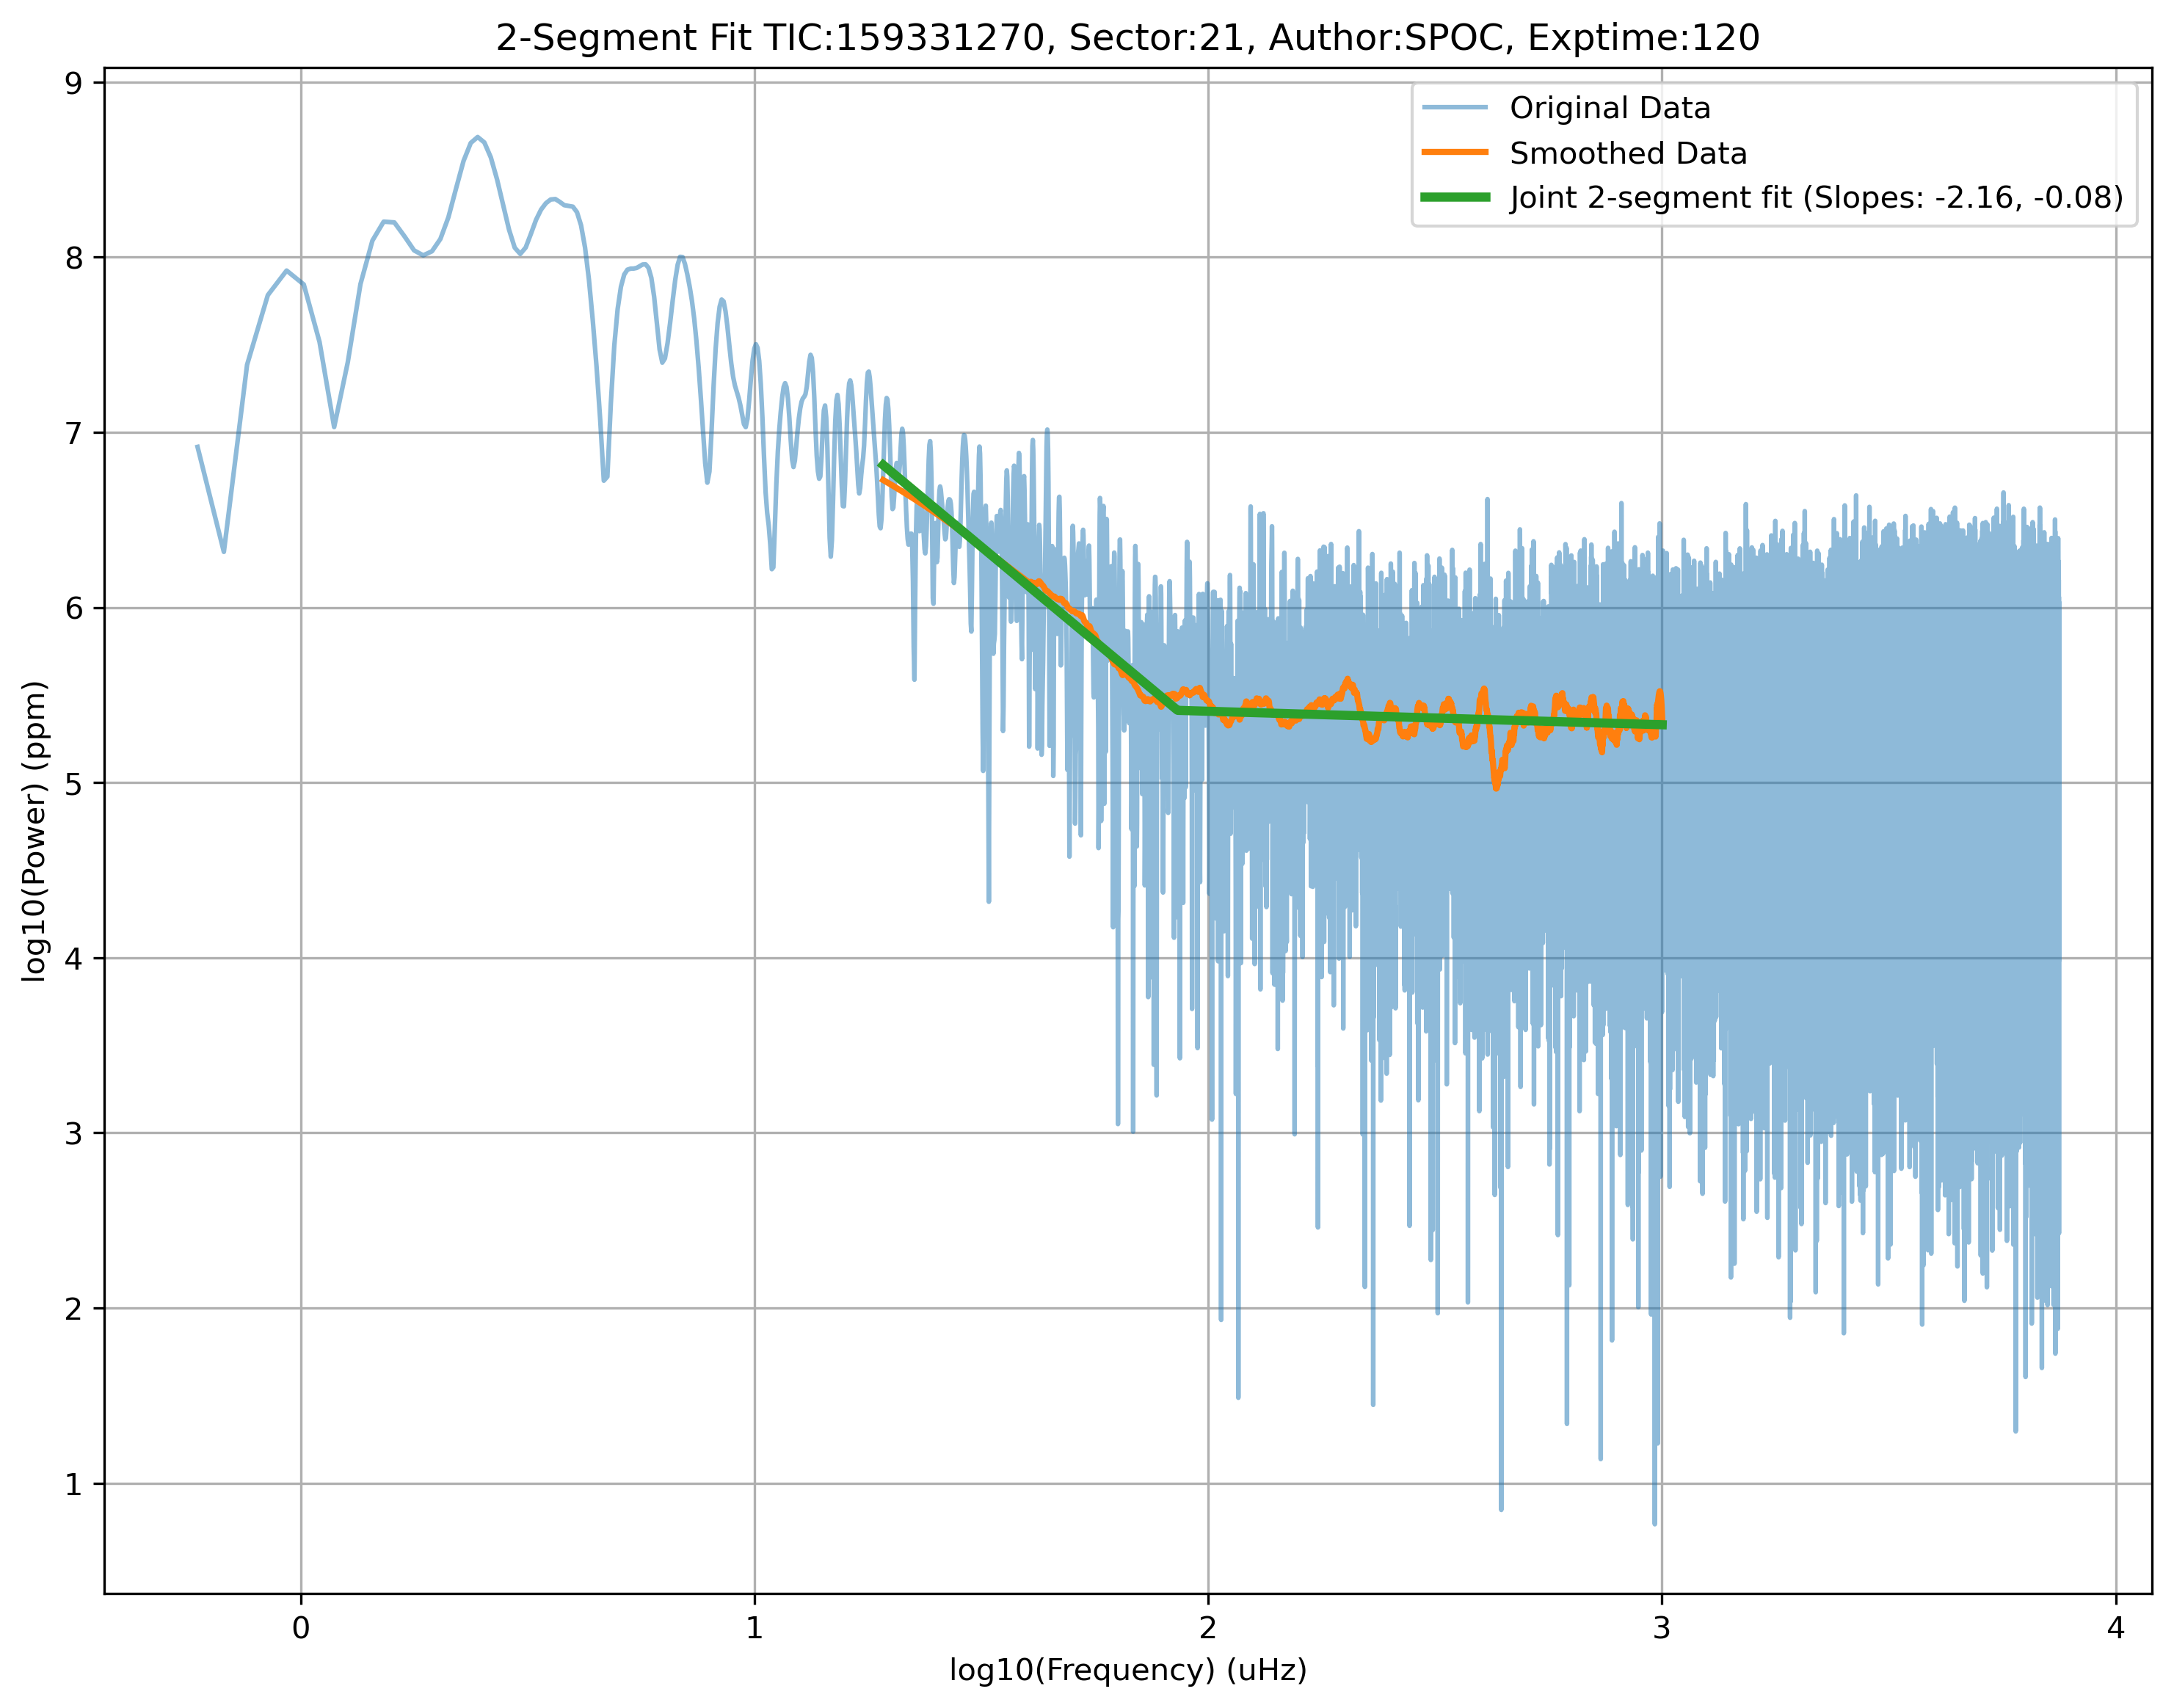 2-Segment Fit TIC:159331270, Sector:21, Author:SPOC, Exptime:120
Original Data
Smoothed Data
Joint 2-segment fit (Slopes: -2.16, -0.08)
log10(Power) (ppm)
9
8
7
6
5
4
3
2
1
0 1 2 3 4
log10(Frequency) (uHz)